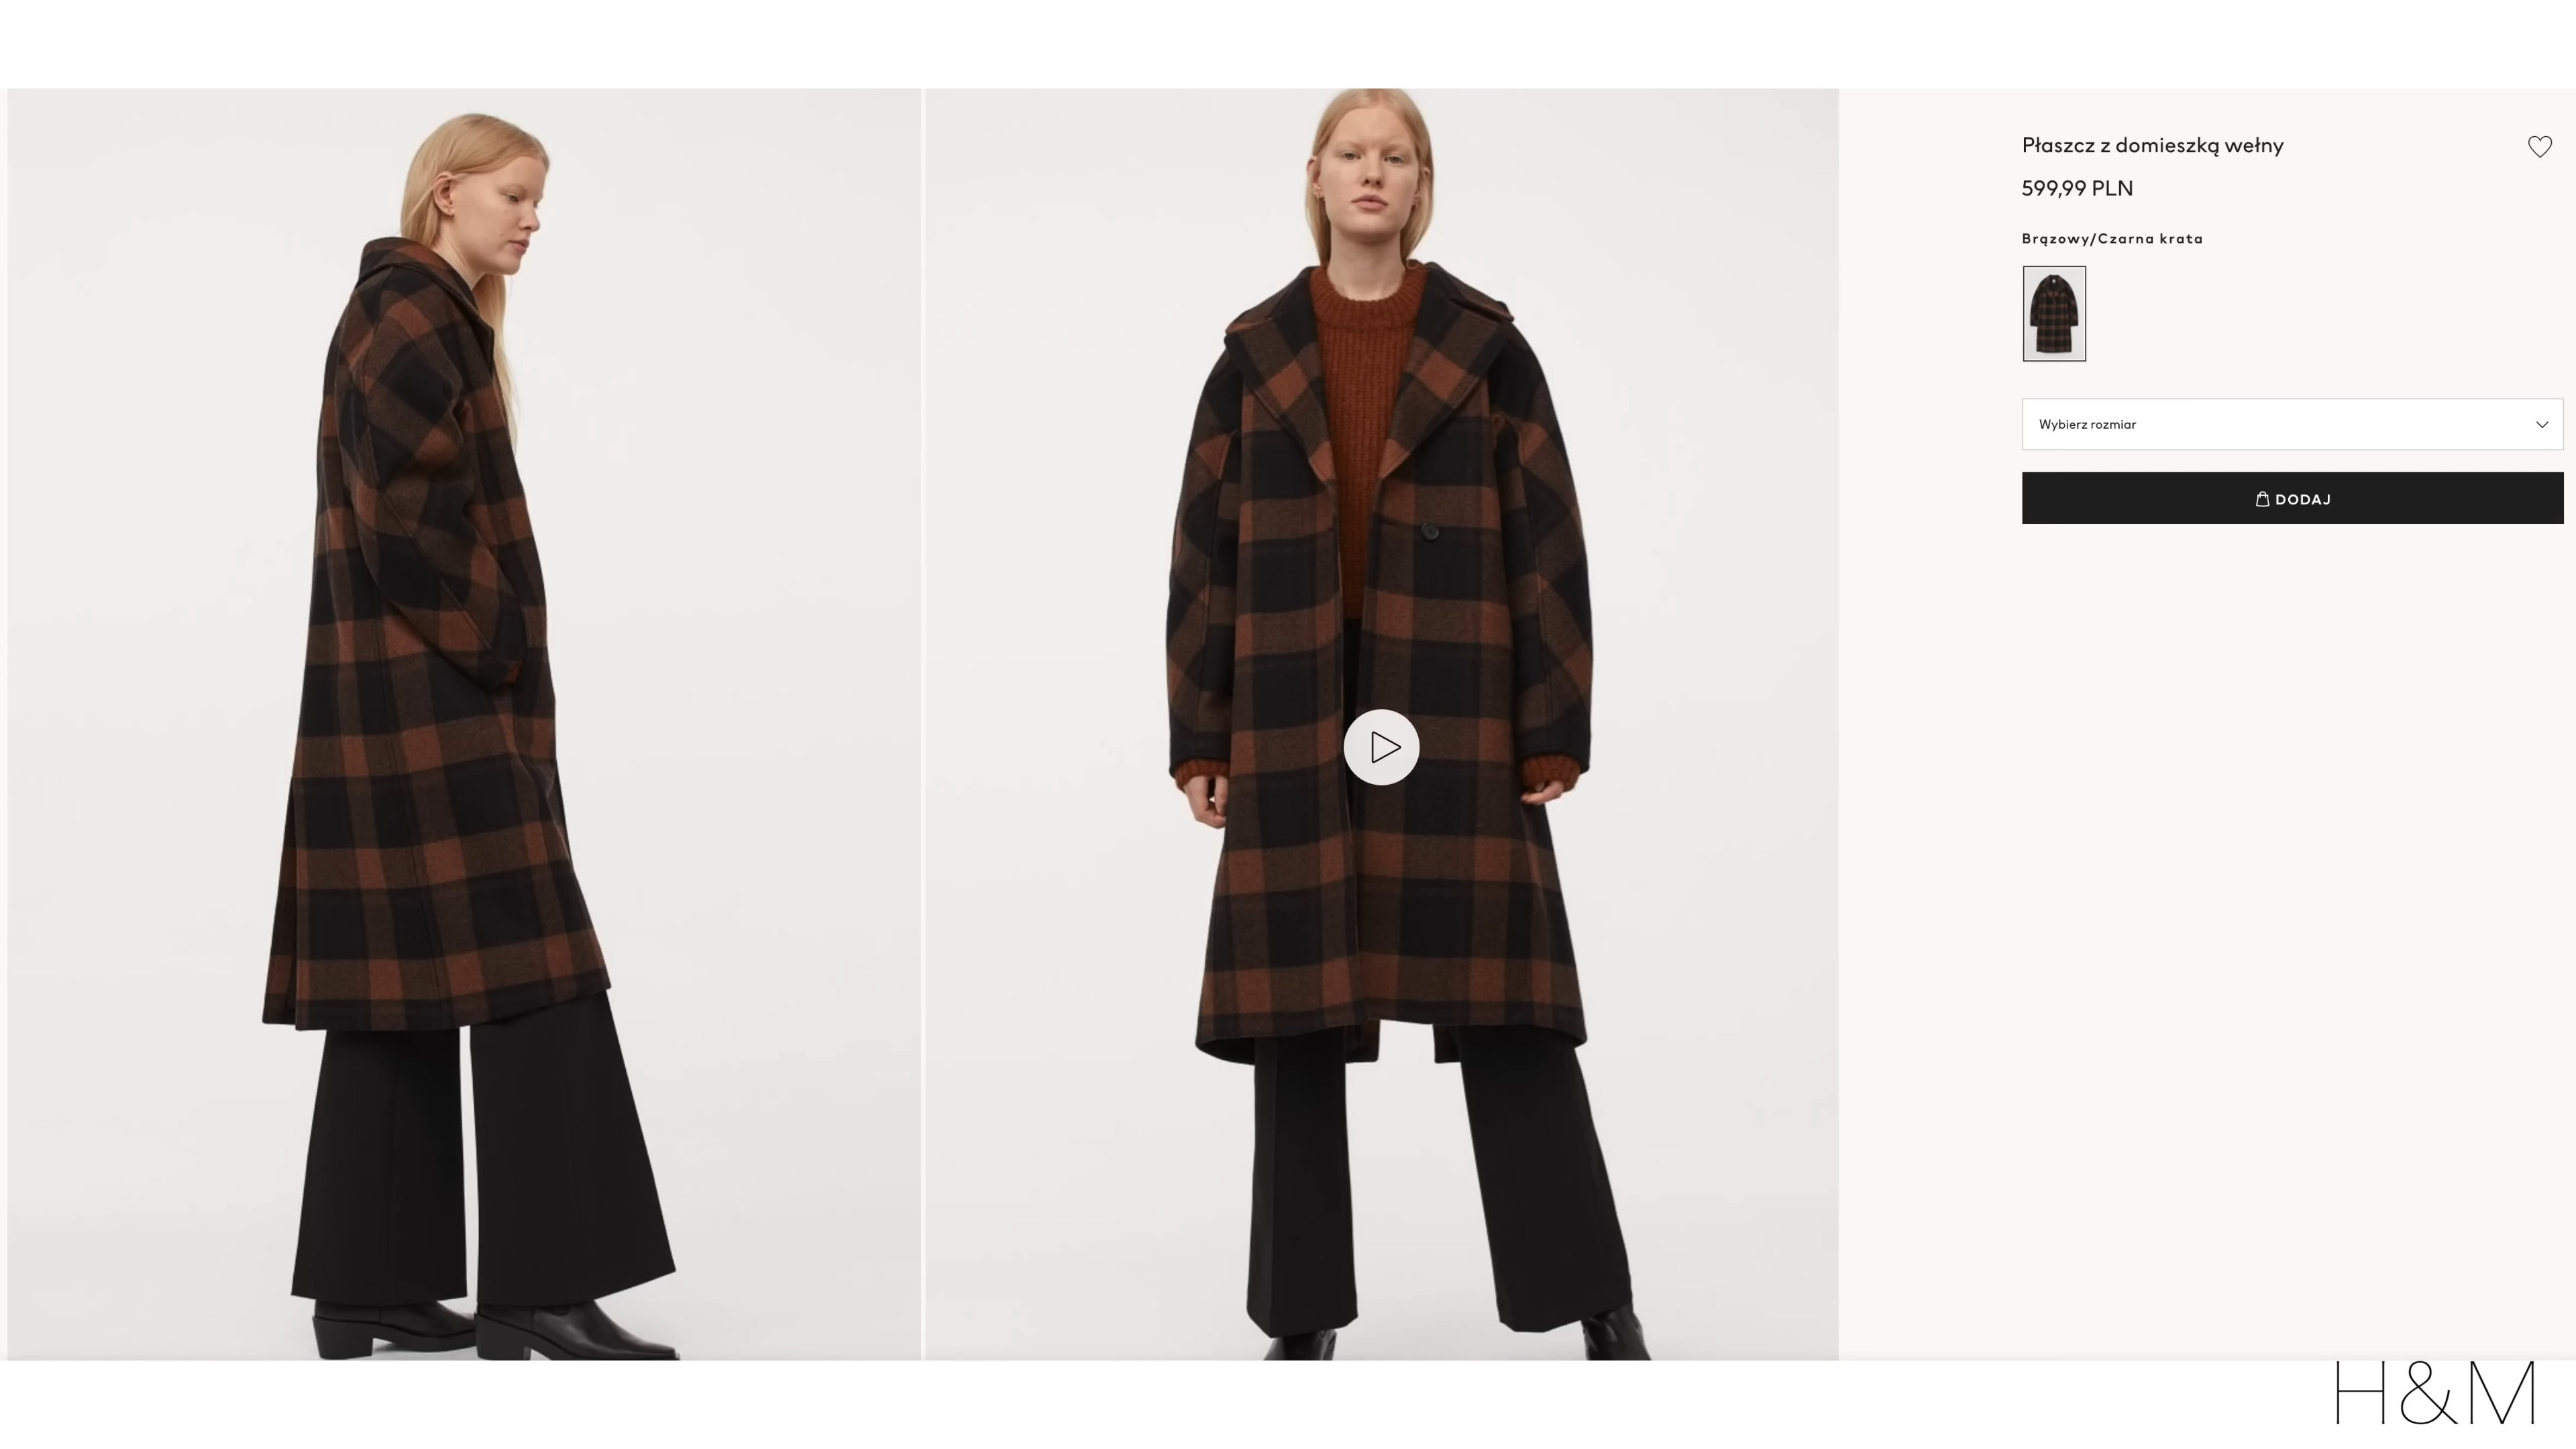 Płaszcz z domieszką wełny
599,99 PLN
Brązowy/Czarna krata
Wybierz rozmiar
DODAJ
H&M